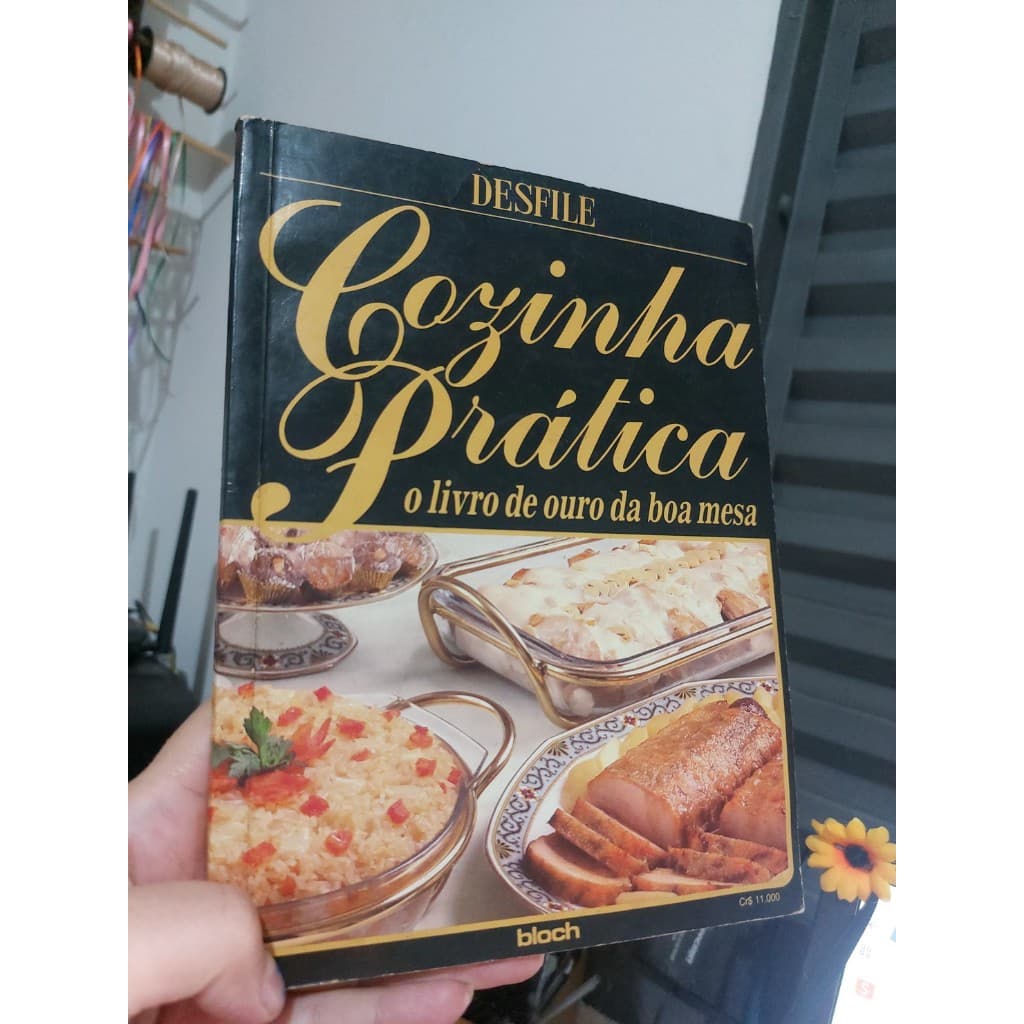 DESFILE
Cozinha
Prática
o livro de ouro da boa mesa
Cr$ 11.000
bloch